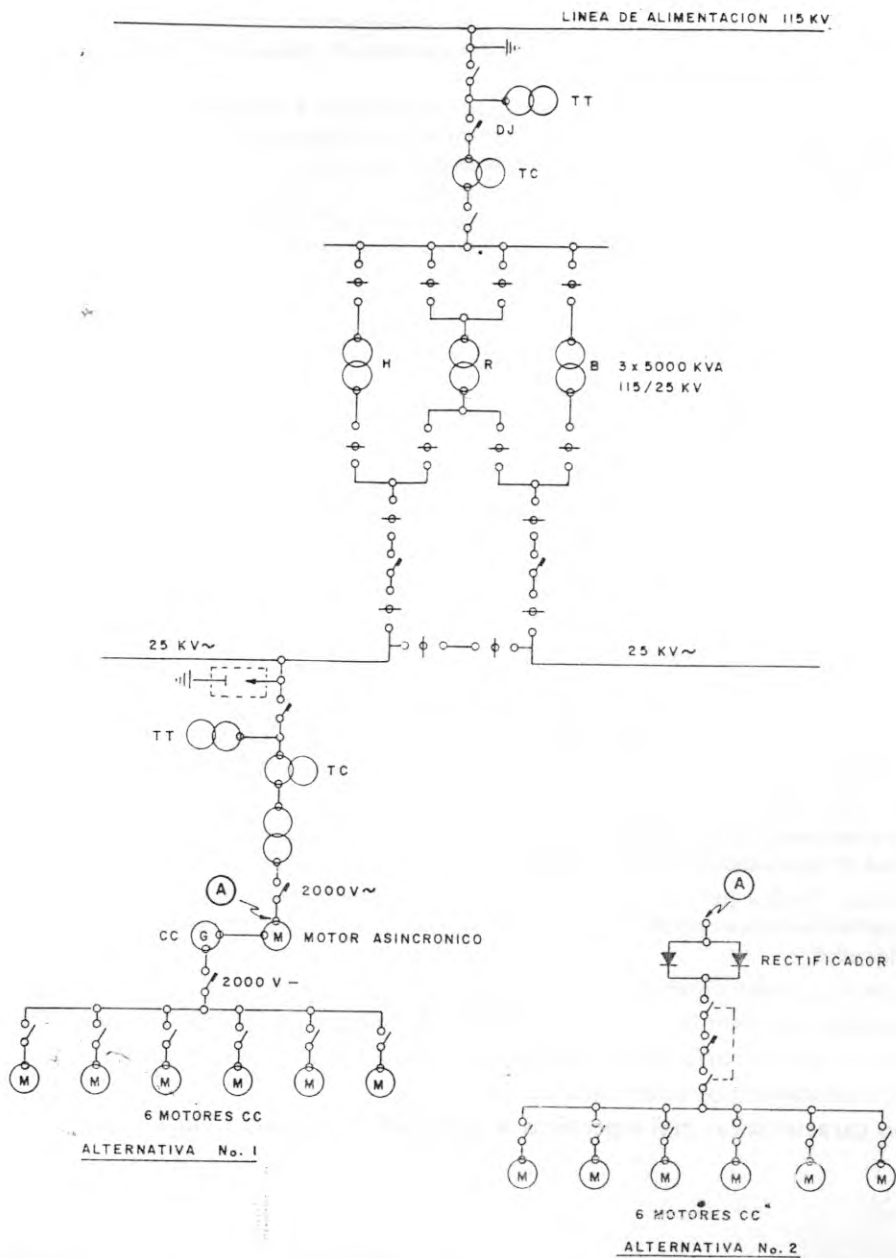 LINEA DE ALIMENTACION 115 KV
TT
DJ
TC
H
R
B
3 x 5000 KVA
115/25 KV
25 KV~
25 KV~
TT
TC
A
2000 V~
CC
G
M
MOTOR ASINCRONICO
2000 V —
M
M
M
M
M
M
6 MOTORES CC
ALTERNATIVA No. 1
A
RECTIFICADOR
M
M
M
M
M
M
6 MOTORES CC
ALTERNATIVA No. 2